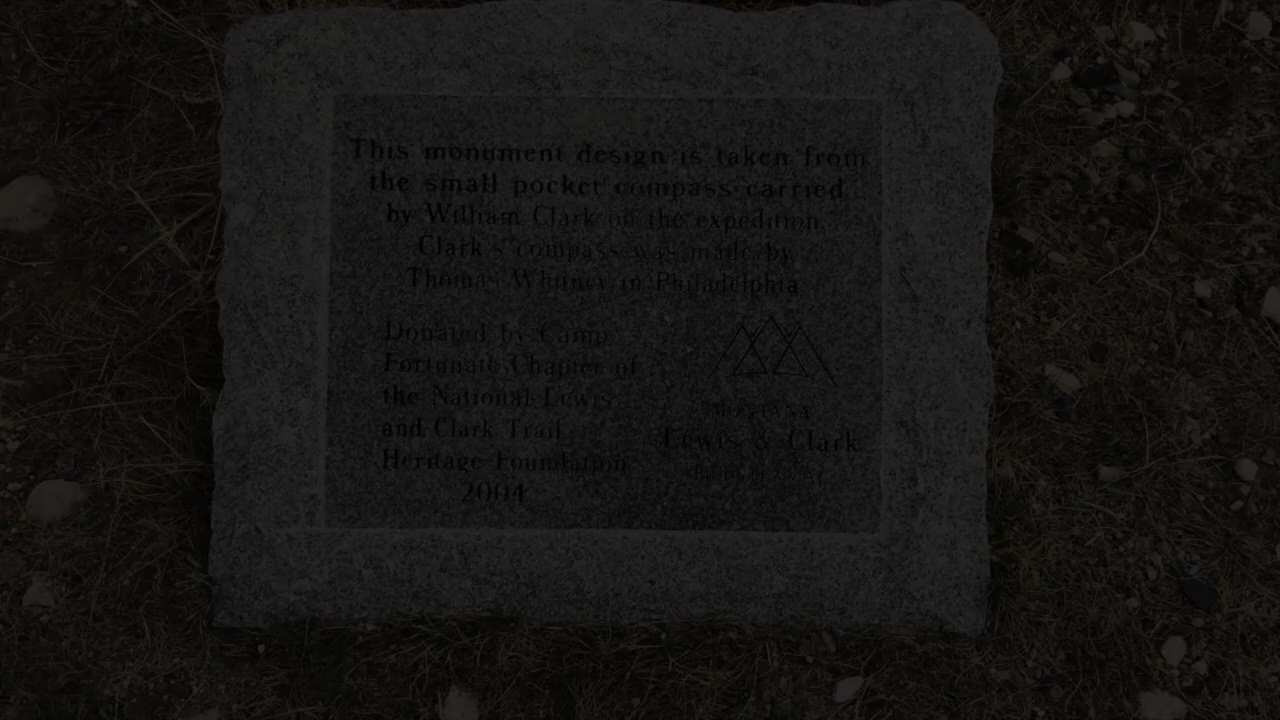 This monument design is taken from
the small pocket compass carried
by William Clark on the expedition.
Clark's compass was made by
Thomas Whitney in Philadelphia
Donated by Camp
Fortunate Chapter of
the National Lewis
and Clark Trail
Heritage Foundation
2004
MONTANA
Lewis & Clark